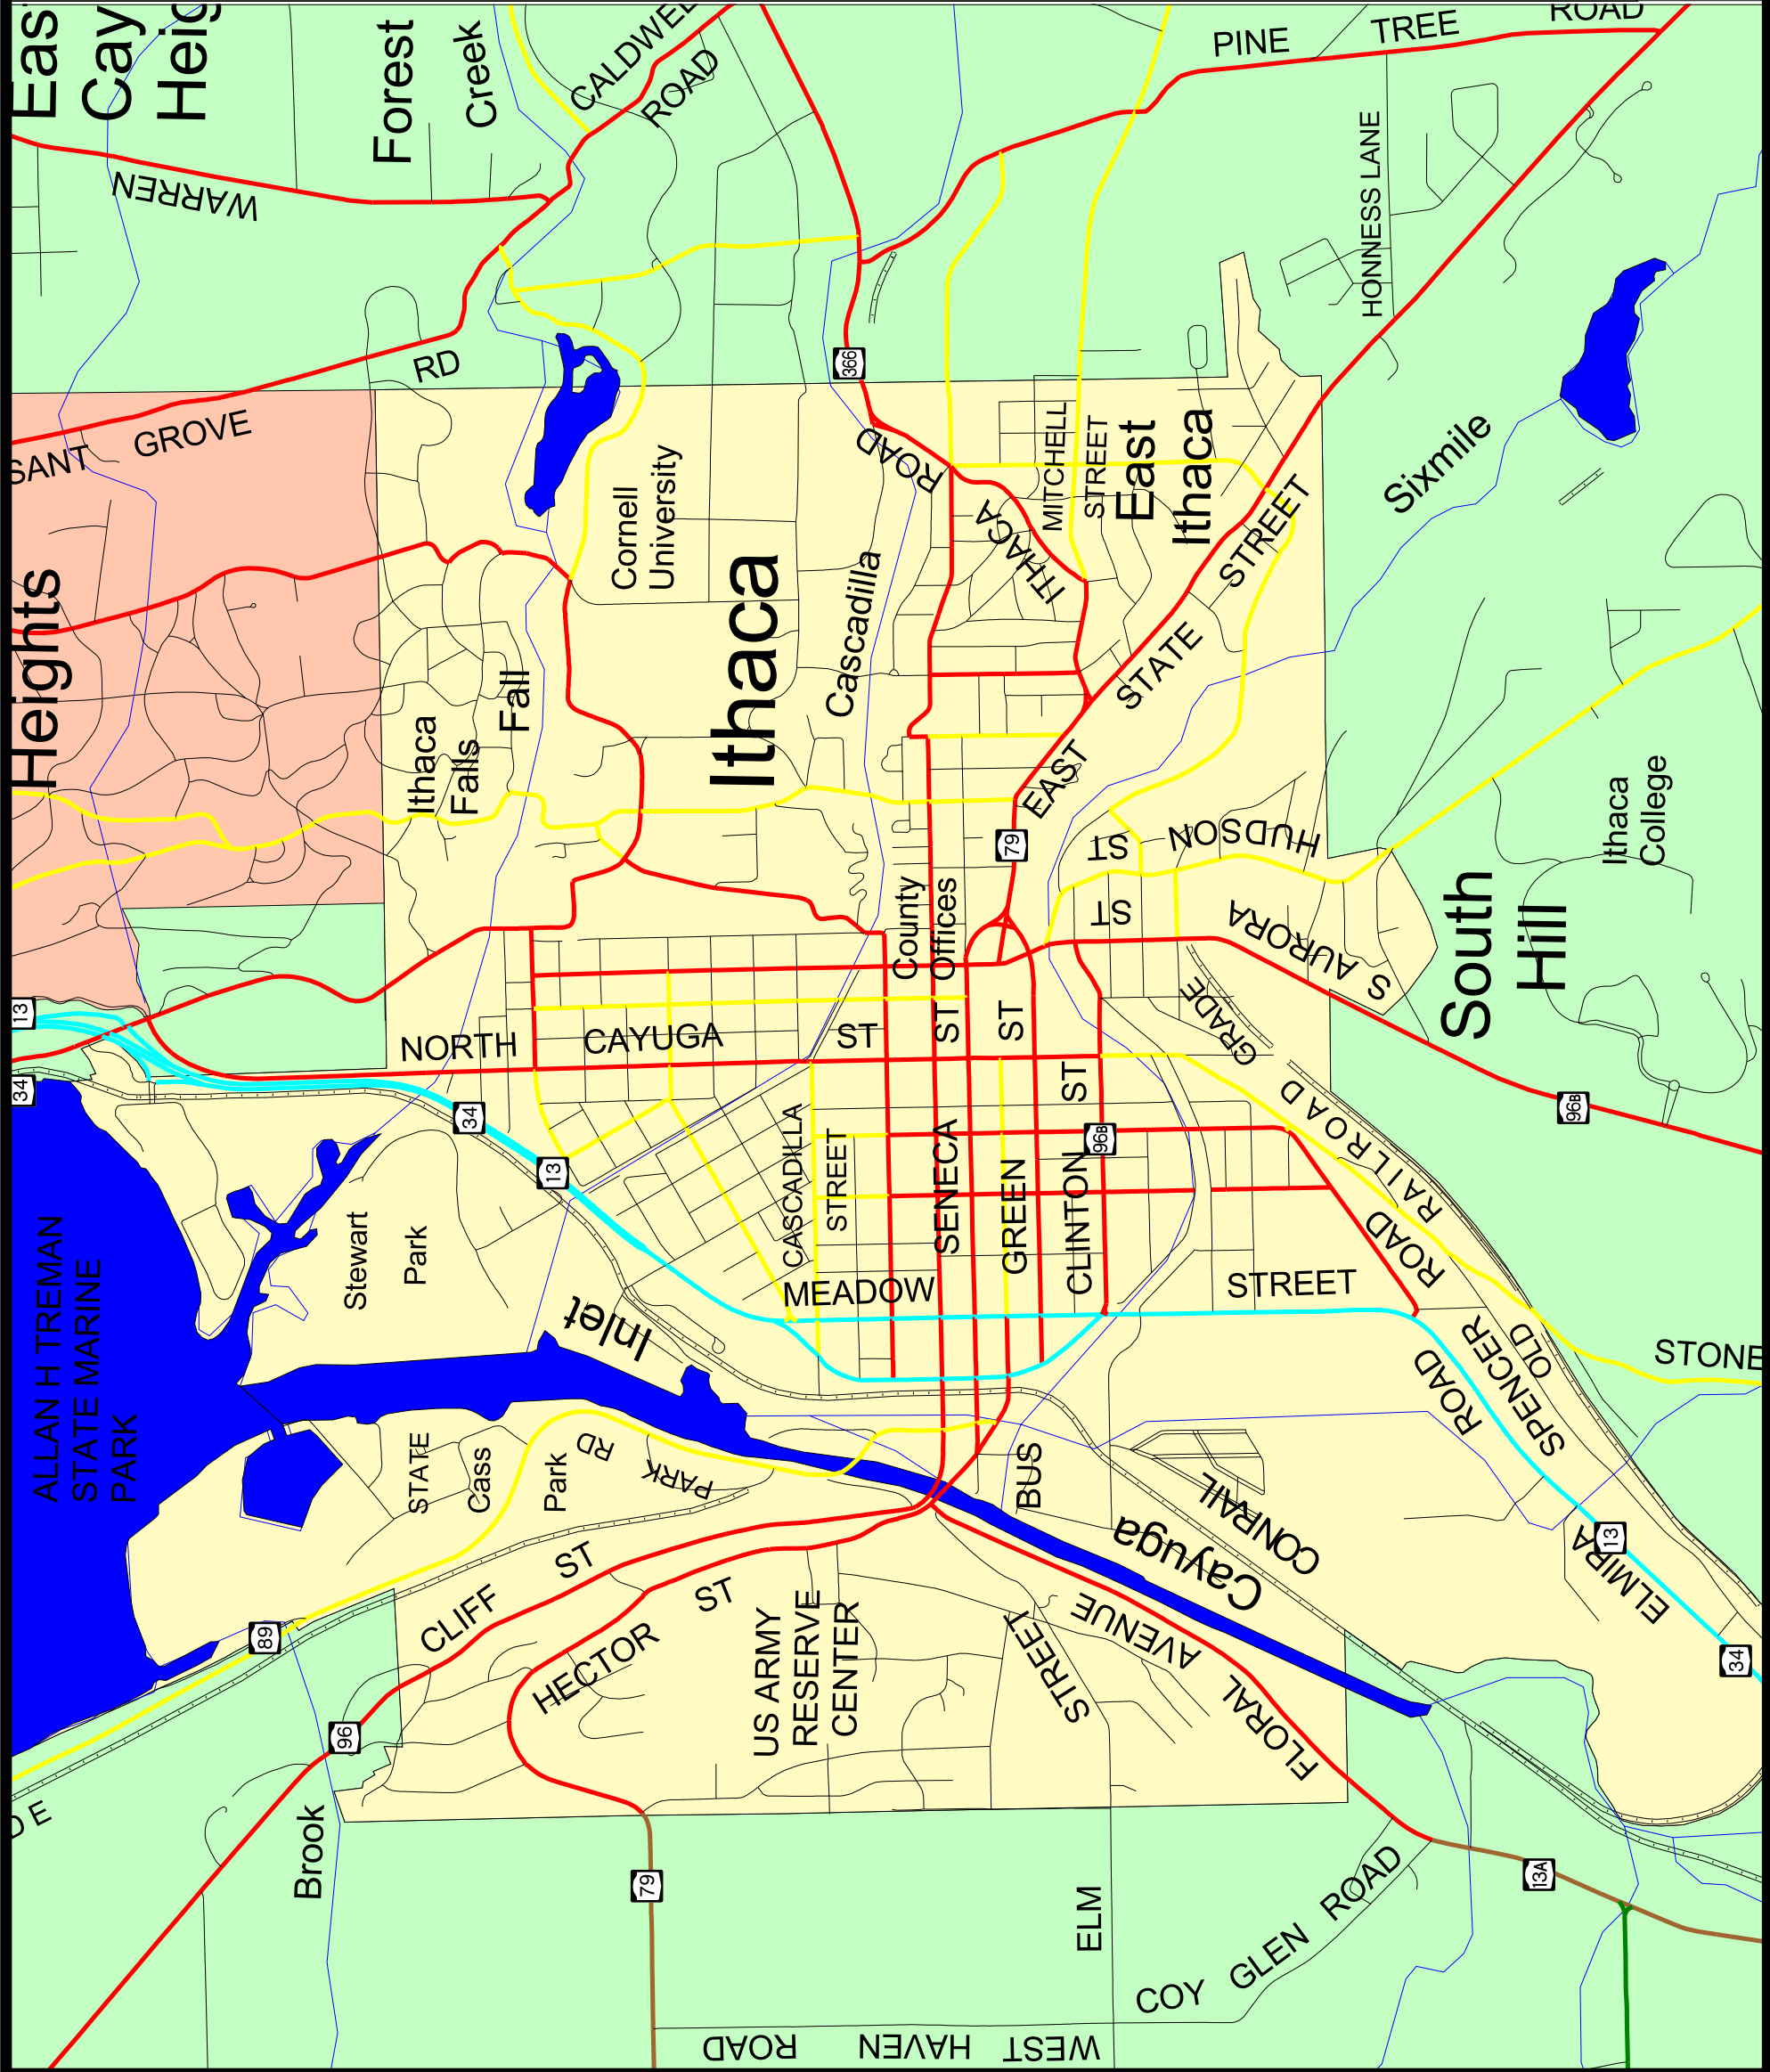 Eas
Cay
Heig
Forest
Creek
CALDWEL
ROAD
PINE
TREE
ROAD
WARREN
HONNESS LANE
RD
SANT
GROVE
366
Heights
Cornell
University
ROAD
ITHACA
MITCHELL
STREET
East
Ithaca
Sixmile
Ithaca
Cascadilla
Ithaca
Falls
Fall
EAST
STATE
STREET
79
HUDSON
ST
ST
S AURORA
South
Hill
Ithaca
College
County
Offices
13
34
NORTH
CAYUGA
ST
ST
ST
ST
GRADE
RAILROAD
34
13
CASCADILLA
STREET
SENECA
GREEN
CLINTON
96B
96B
ALLAN H TREMAN
STATE MARINE
PARK
Stewart
Park
Inlet
MEADOW
STREET
ROAD
OLD
SPENCER
ROAD
STONE
STATE
Cass
Park
PARK
RD
BUS
CONRAIL
Cayuga
13
ELMIRA
34
89
CLIFF
ST
HECTOR
ST
US ARMY
RESERVE
CENTER
STREET
FLORAL
AVENUE
96
DE
Brook
79
ELM
COY
GLEN
ROAD
13A
WEST
HAVEN
ROAD